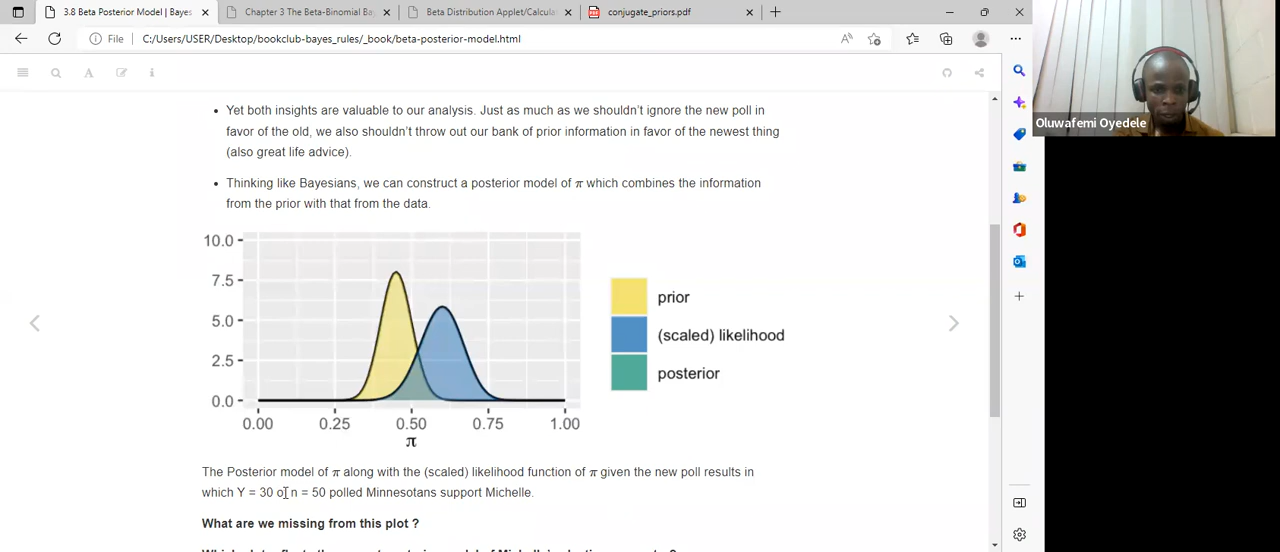 3.8 Beta Posterior Model | Bayes
Chapter 3 The Beta-Binomial Ba
Beta Distribution Applet/Calcula
conjugate_priors.pdf
File
C:/Users/USER/Desktop/bookclub-bayes_rules/_book/beta-posterior-model.html
Oluwafemi Oyedele
• Yet both insights are valuable to our analysis. Just as much as we shouldn't ignore the new poll in
favor of the old, we also shouldn't throw out our bank of prior information in favor of the newest thing
(also great life advice).
• Thinking like Bayesians, we can construct a posterior model of π which combines the information
from the prior with that from the data.
10.0
7.5
5.0
2.5
0.0
0.00 0.25 0.50 0.75 1.00
π
prior
(scaled) likelihood
posterior
The Posterior model of π along with the (scaled) likelihood function of π given the new poll results in
which Y = 30 of n = 50 polled Minnesotans support Michelle.
What are we missing from this plot ?